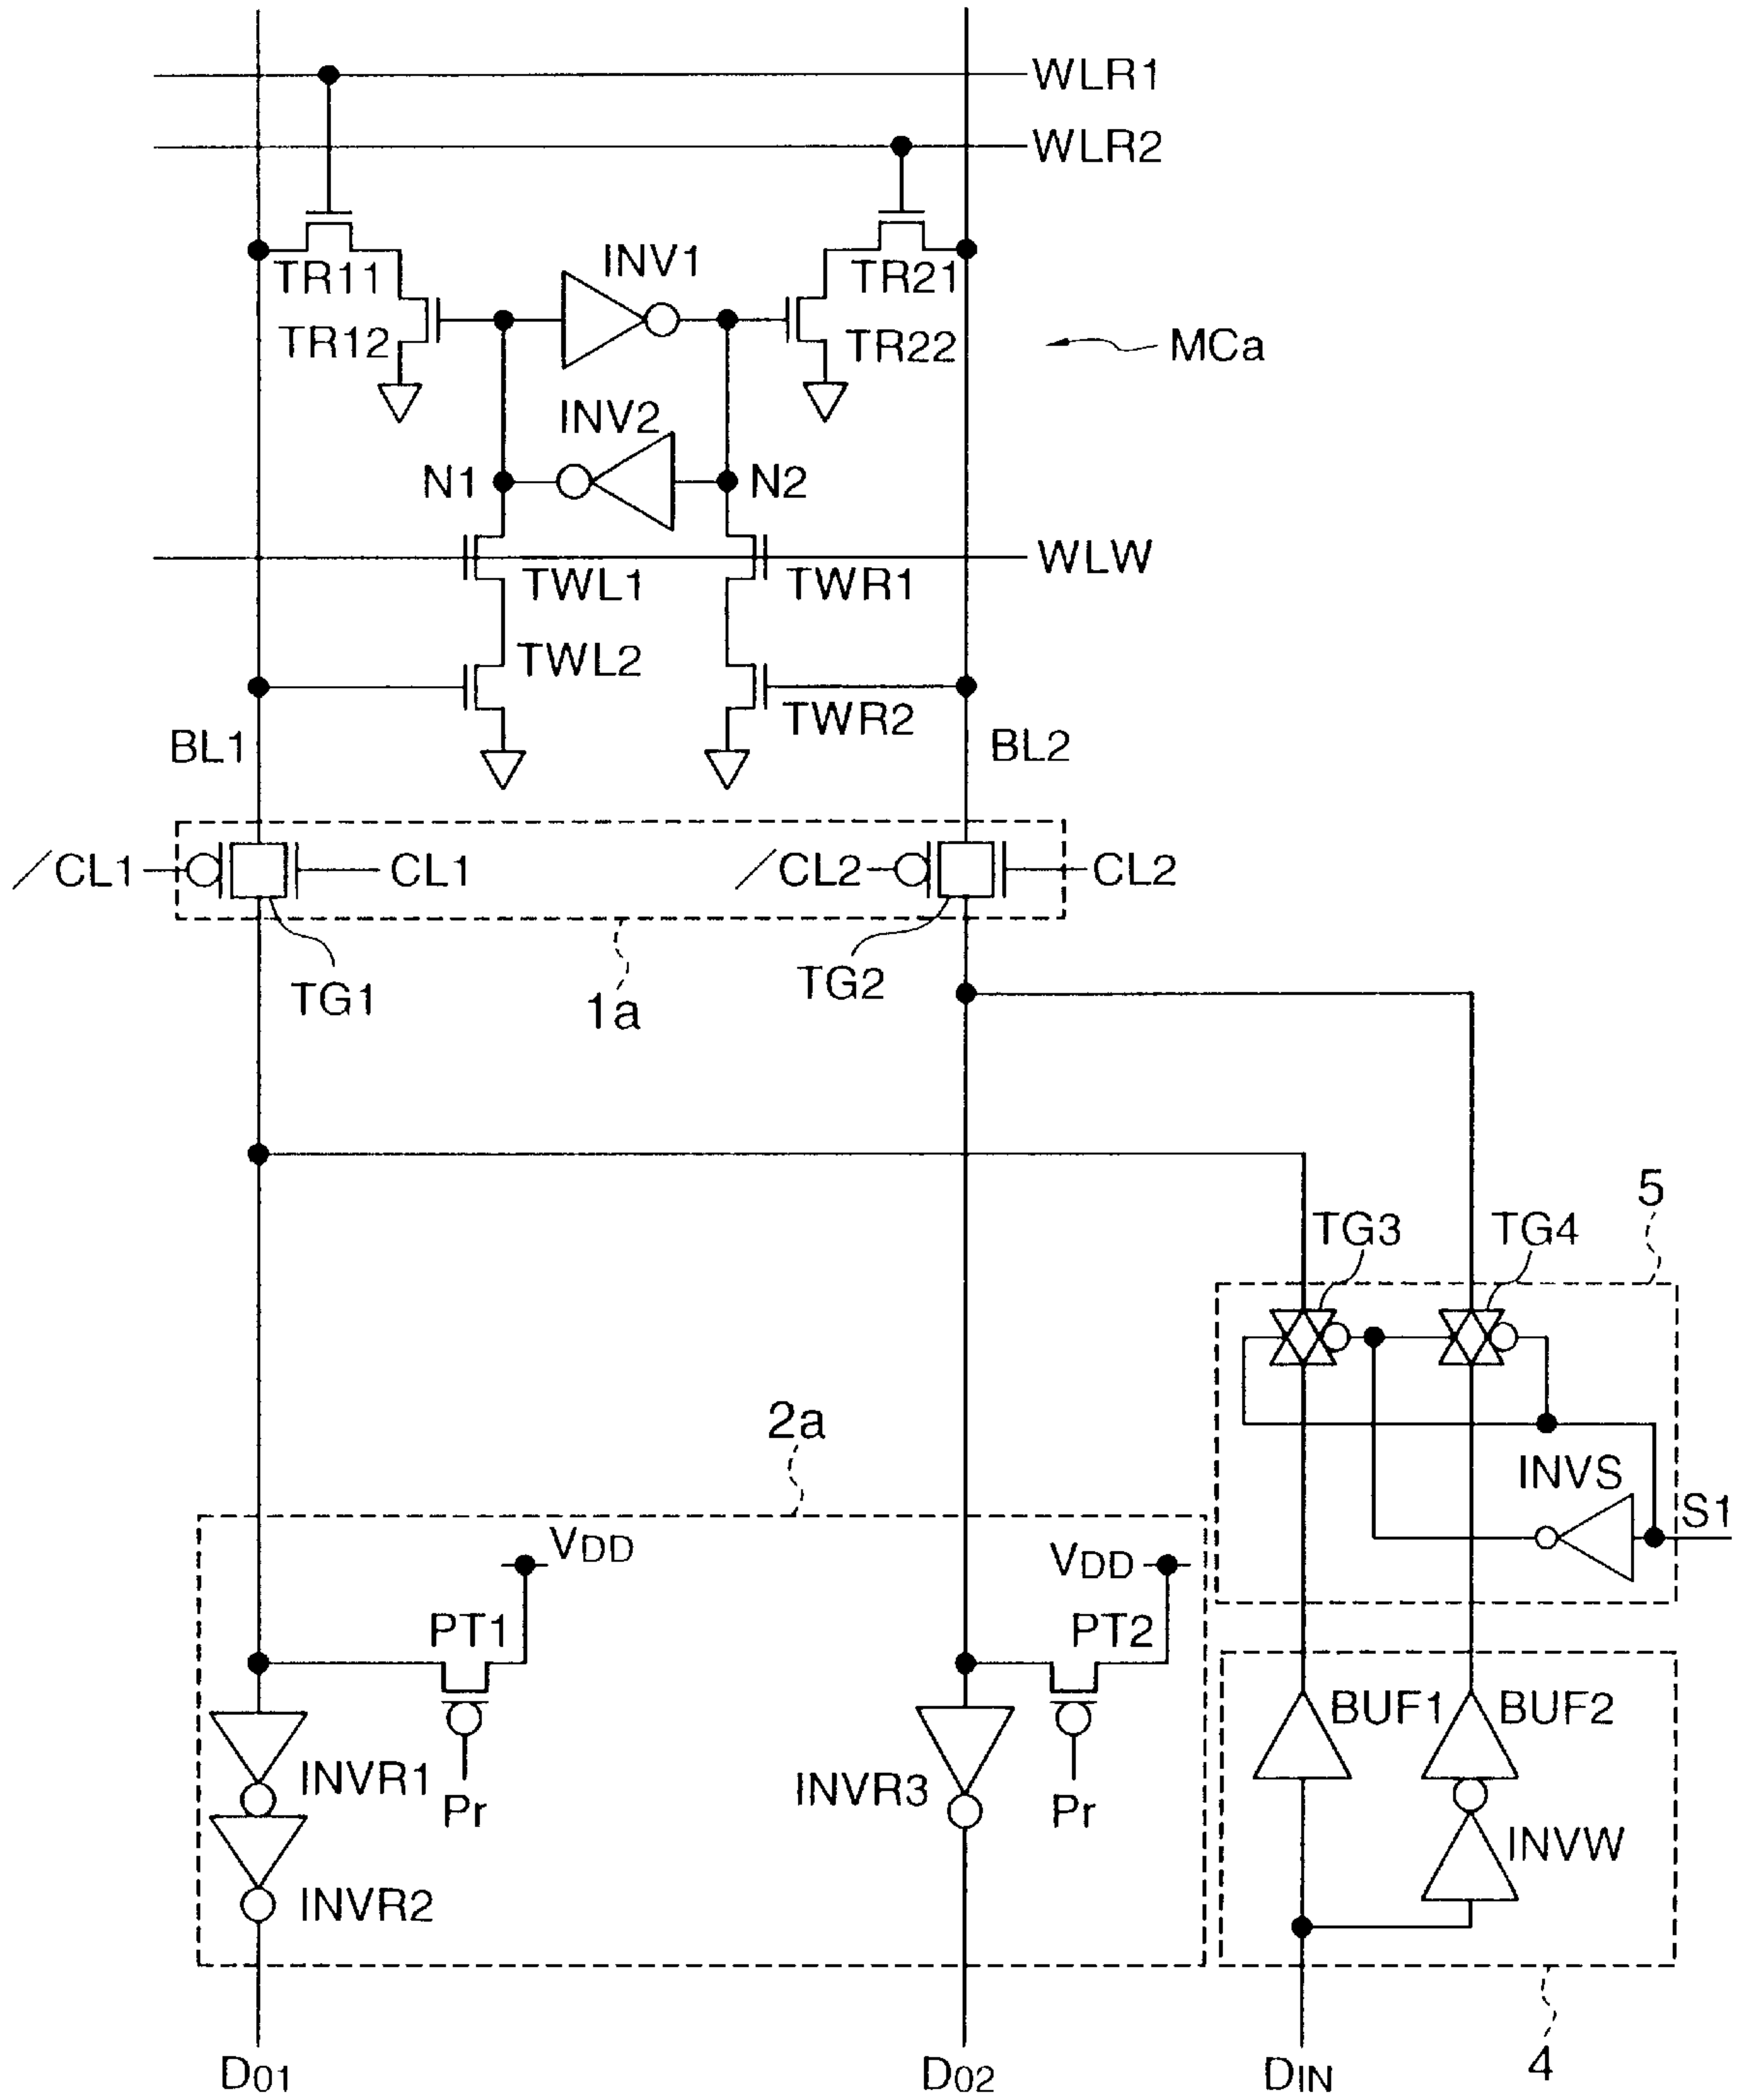 WLR1
WLR2
TR11
INV1
TR21
TR12
TR22
MCa
INV2
N1
N2
WLW
TWL1
TWR1
TWL2
TWR2
BL1
BL2
/CL1
CL1
/CL2
CL2
TG1
1a
TG2
5
TG3
TG4
2a
INVS
S1
VDD
VDD
PT1
PT2
BUF1
BUF2
INVR1
Pr
INVR3
Pr
INVW
INVR2
D01
D02
DIN
4